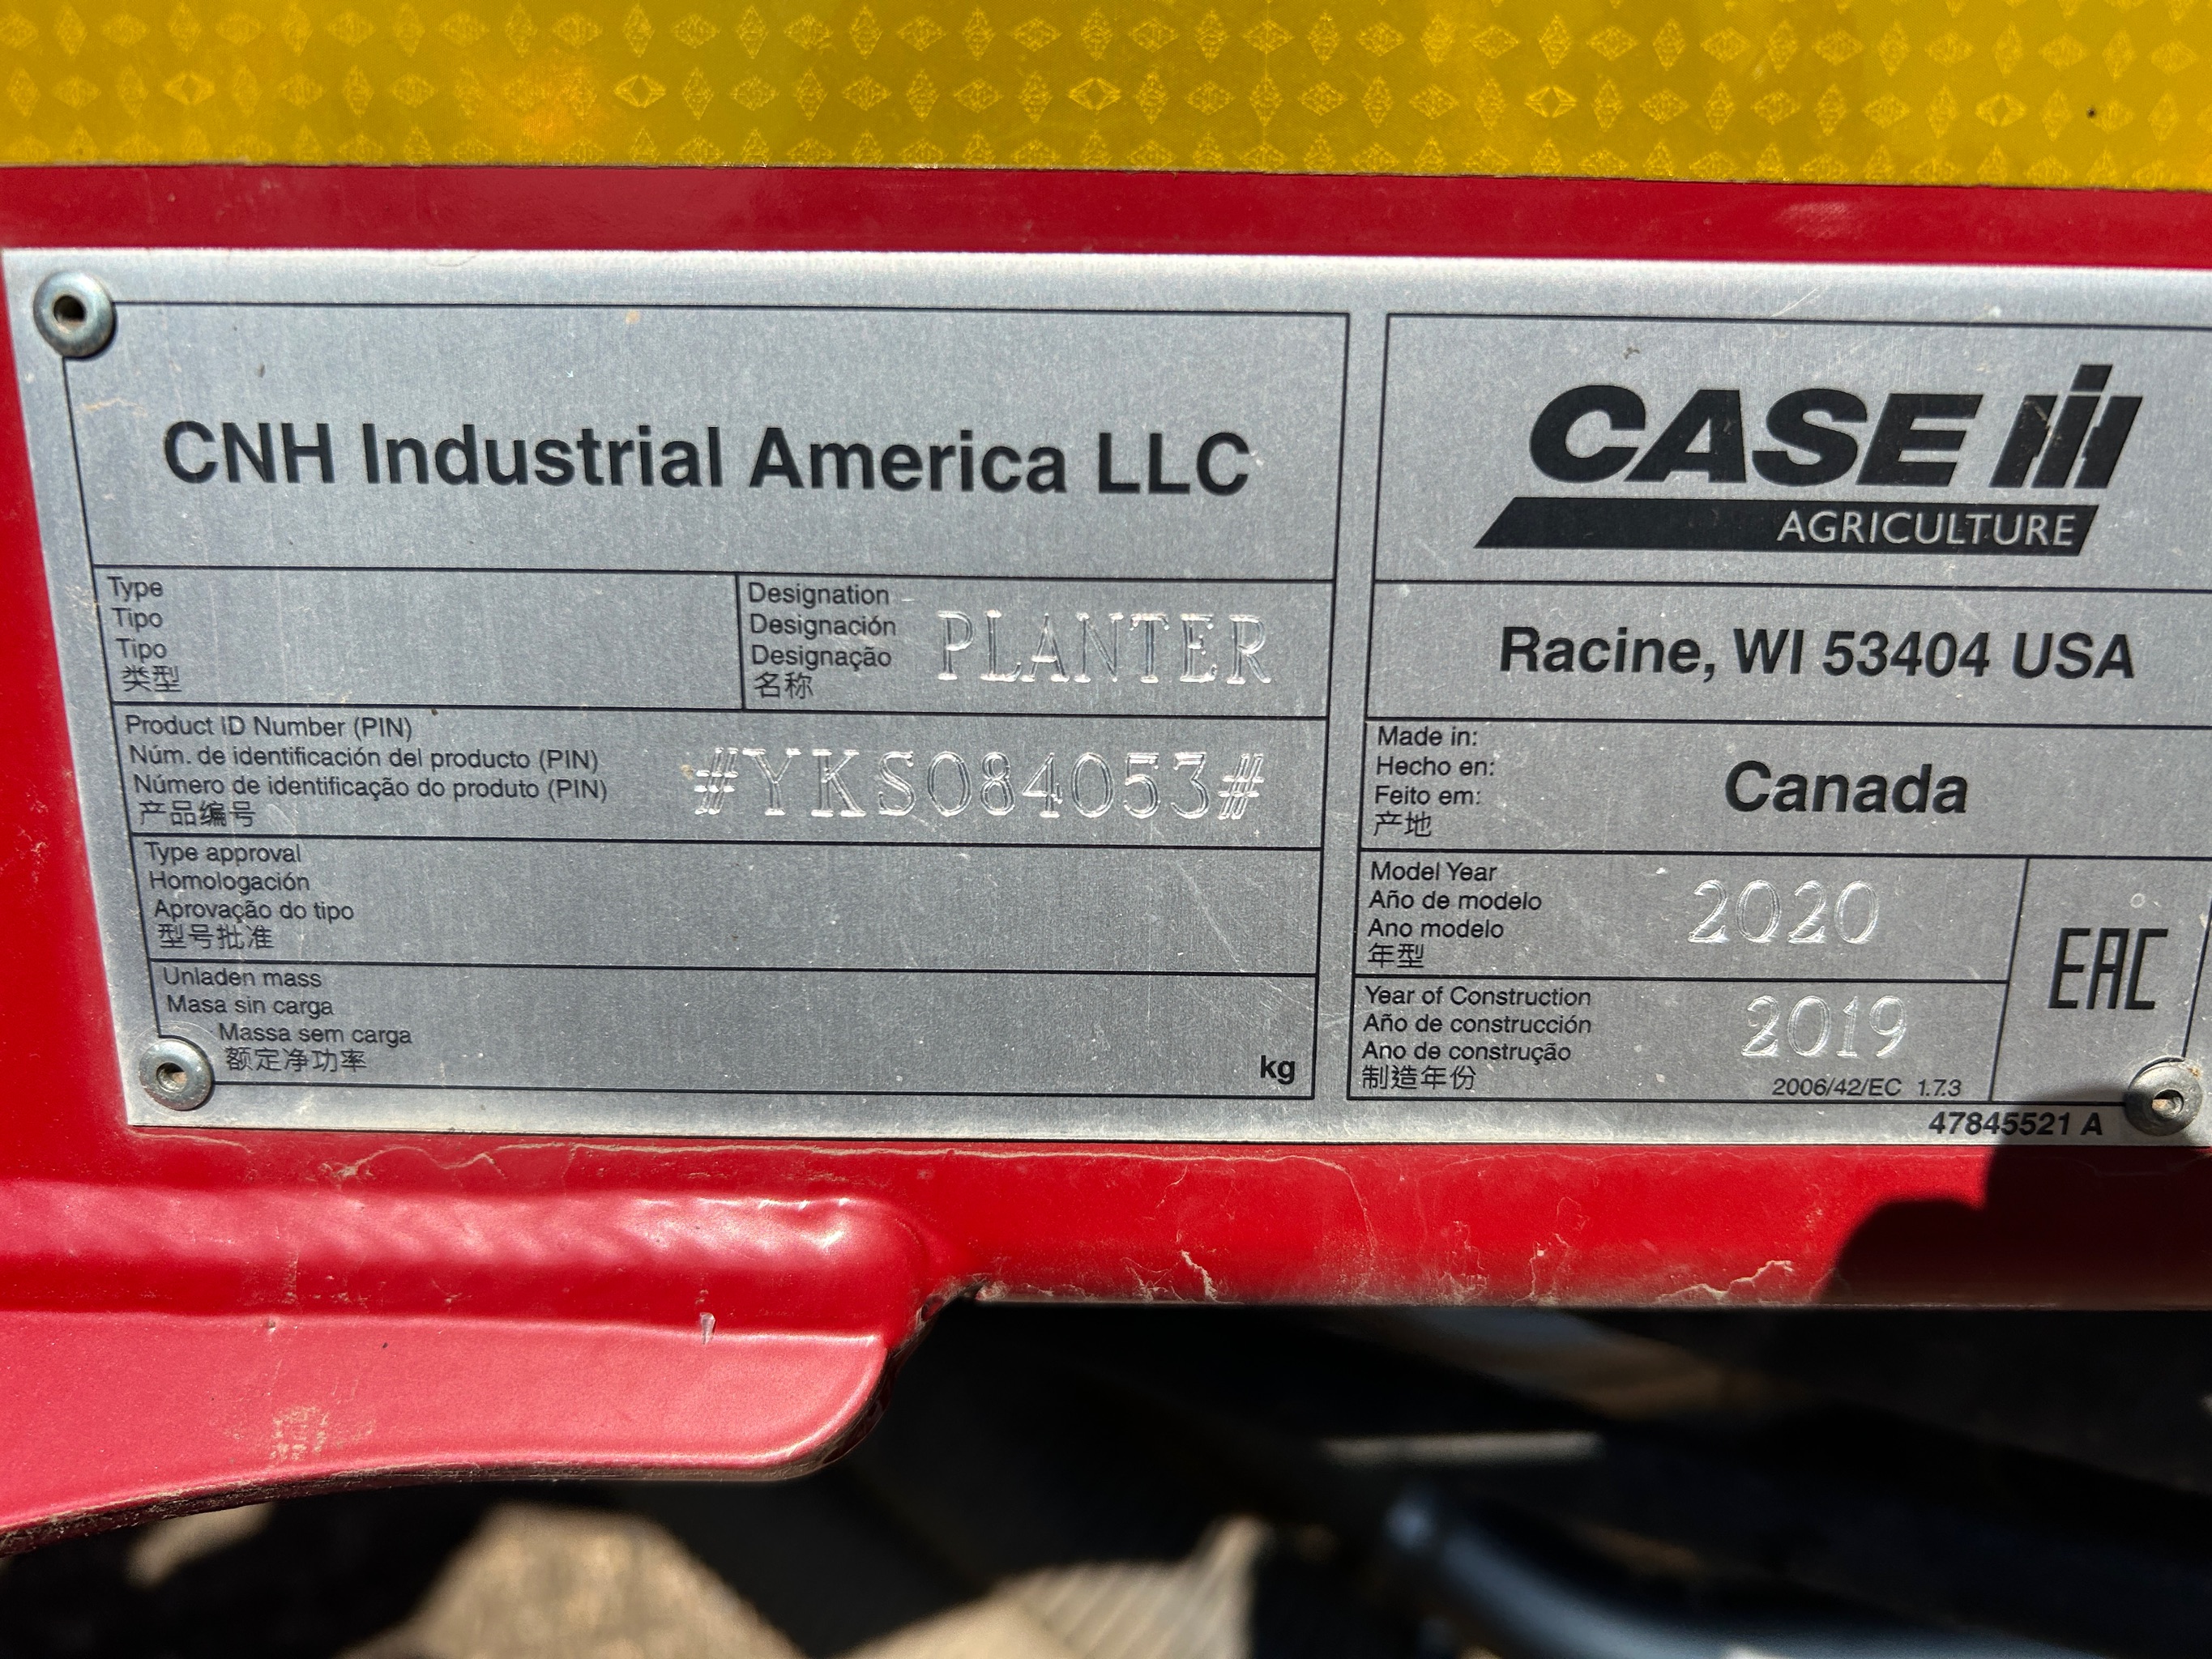 CNH Industrial America LLC
Type
Tipo
Tipo
类型
Designation
Designación
Designação
名称
PLANTER
Product ID Number (PIN)
Núm. de identificación del producto (PIN)
Número de identificação do produto (PIN)
产品编号
#YKS084053#
Type approval
Homologación
Aprovação do tipo
型号批准
Unladen mass
Masa sin carga
Massa sem carga
额定净功率
kg
CASE IH
AGRICULTURE
Racine, WI 53404 USA
Made in:
Hecho en:
Feito em:
产地
Canada
Model Year
Año de modelo
Ano modelo
年型
2020
Year of Construction
Año de construcción
Ano de construção
制造年份
2019
2006/42/EC 1.7.3
EAC
47845521 A